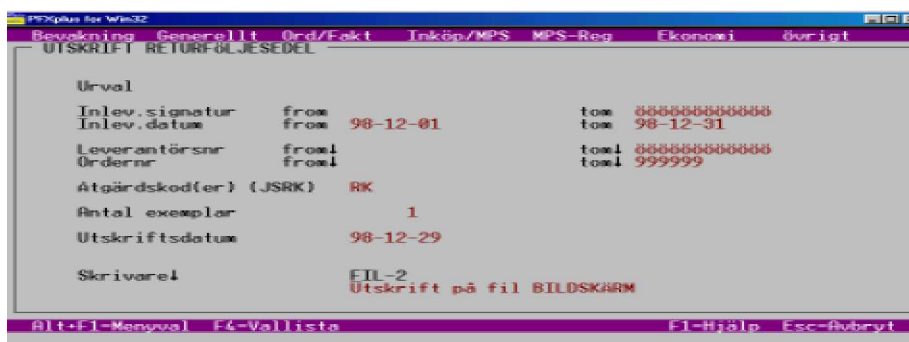 PFXplus for Win32
Bevakning Generellt Ord/Fakt Inköp/MPS MPS-Reg Ekonomi övrigt
UTSKRIFT RETURFÖLJESEDEL
Urval
Inlev.signatur from tom öööööööööööö
Inlev.datum from 98-12-01 tom 98-12-31
Leverantörsnr from↓ tom↓ öööööööööööö
Ordernr from↓ tom↓ 999999
Åtgärdskod(er) (JSRK) RK
Antal exemplar 1
Utskriftsdatum 98-12-29
Skrivare↓ FIL-2
Utskrift på fil BILDSKÄRM
Alt+F1-Menyval F4-Vallista F1-Hjälp Esc-Avbryt